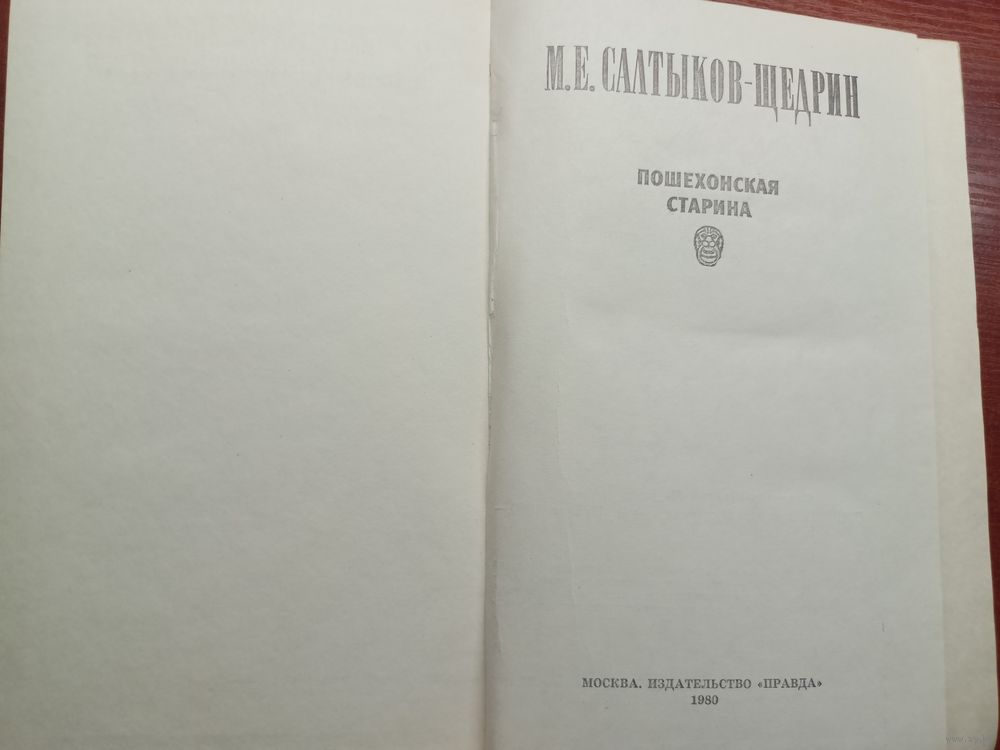 М.Е. САЛТЫКОВ-ЩЕДРИН
ПОШЕХОНСКАЯ
СТАРИНА
МОСКВА. ИЗДАТЕЛЬСТВО «ПРАВДА»
1980